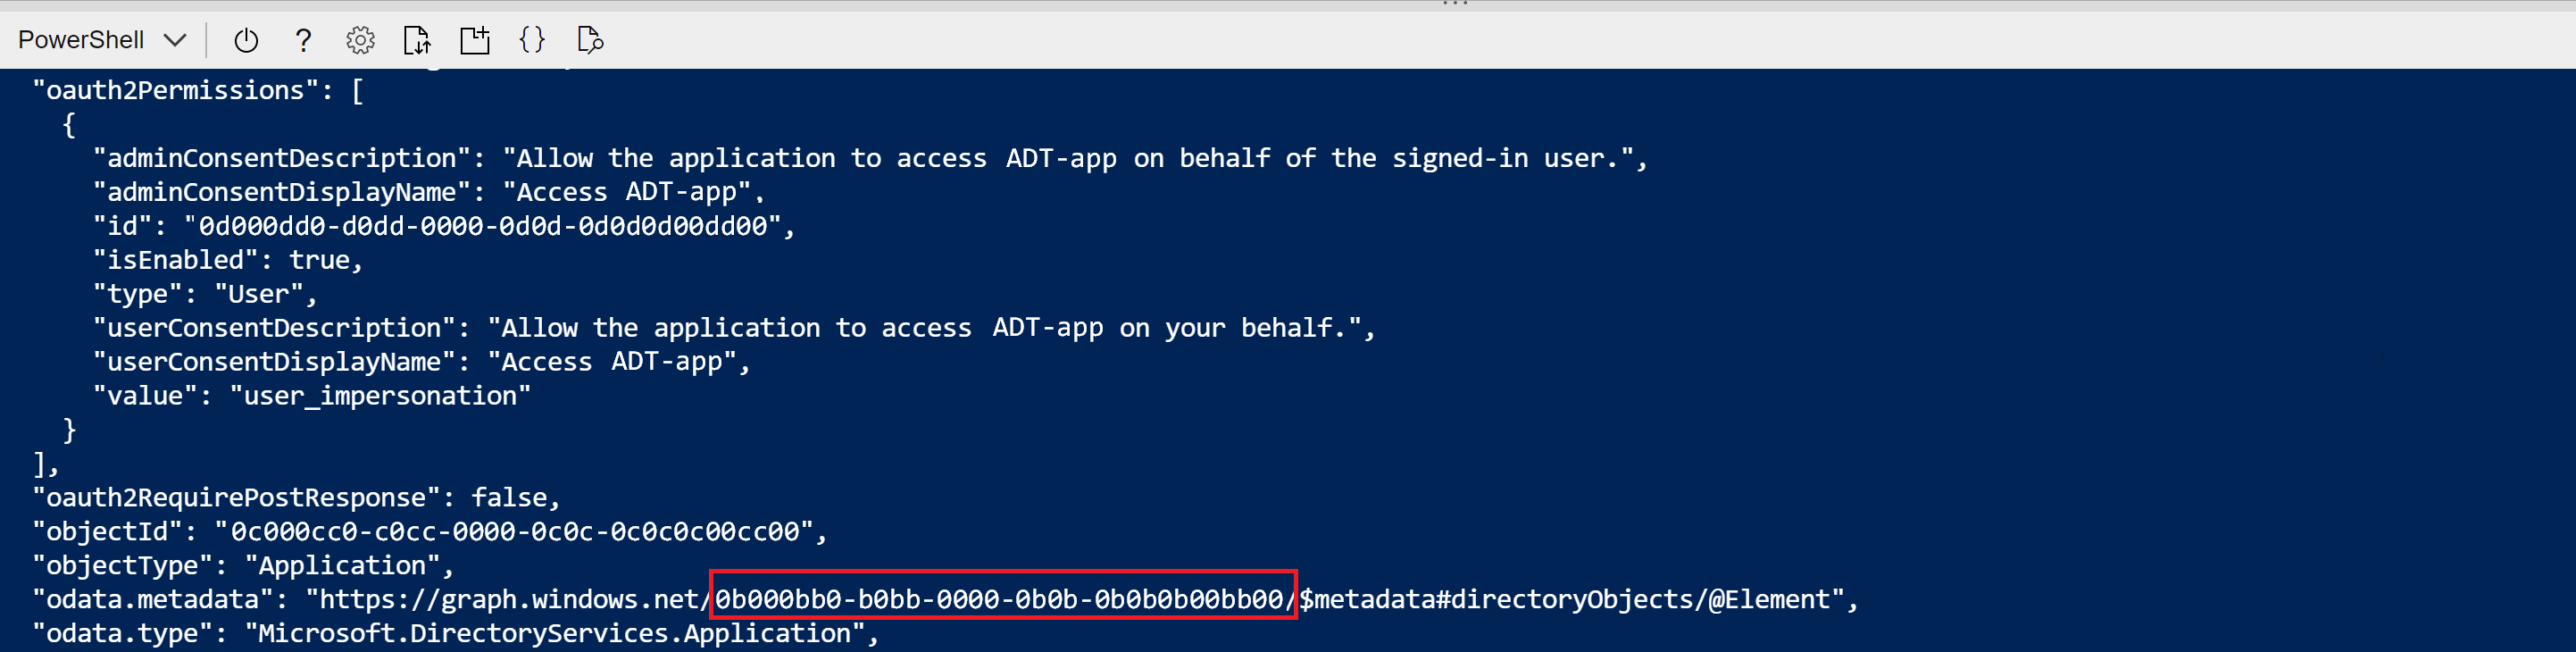 PowerShell
"oauth2Permissions": [
{
"adminConsentDescription": "Allow the application to access ADT-app on behalf of the signed-in user.",
"adminConsentDisplayName": "Access ADT-app",
"id": "0d000dd0-d0dd-0000-0d0d-0d0d0d00dd00",
"isEnabled": true,
"type": "User",
"userConsentDescription": "Allow the application to access ADT-app on your behalf.",
"userConsentDisplayName": "Access ADT-app",
"value": "user_impersonation"
}
],
"oauth2RequirePostResponse": false,
"objectId": "0c000cc0-c0cc-0000-0c0c-0c0c0c00cc00",
"objectType": "Application",
"odata.metadata": "https://graph.windows.net/0b000bb0-b0bb-0000-0b0b-0b0b0b00bb00/$metadata#directoryObjects/@Element",
"odata.type": "Microsoft.DirectoryServices.Application",